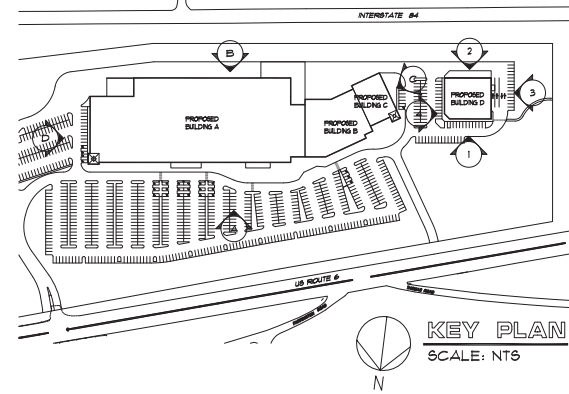 INTERSTATE 84
B
2
C
PROPOSED
BUILDING C
PROPOSED
BUILDING D
3
PROPOSED
BUILDING A
PROPOSED
BUILDING B
D
1
A
US ROUTE 6
KEY PLAN
SCALE: NTS
N